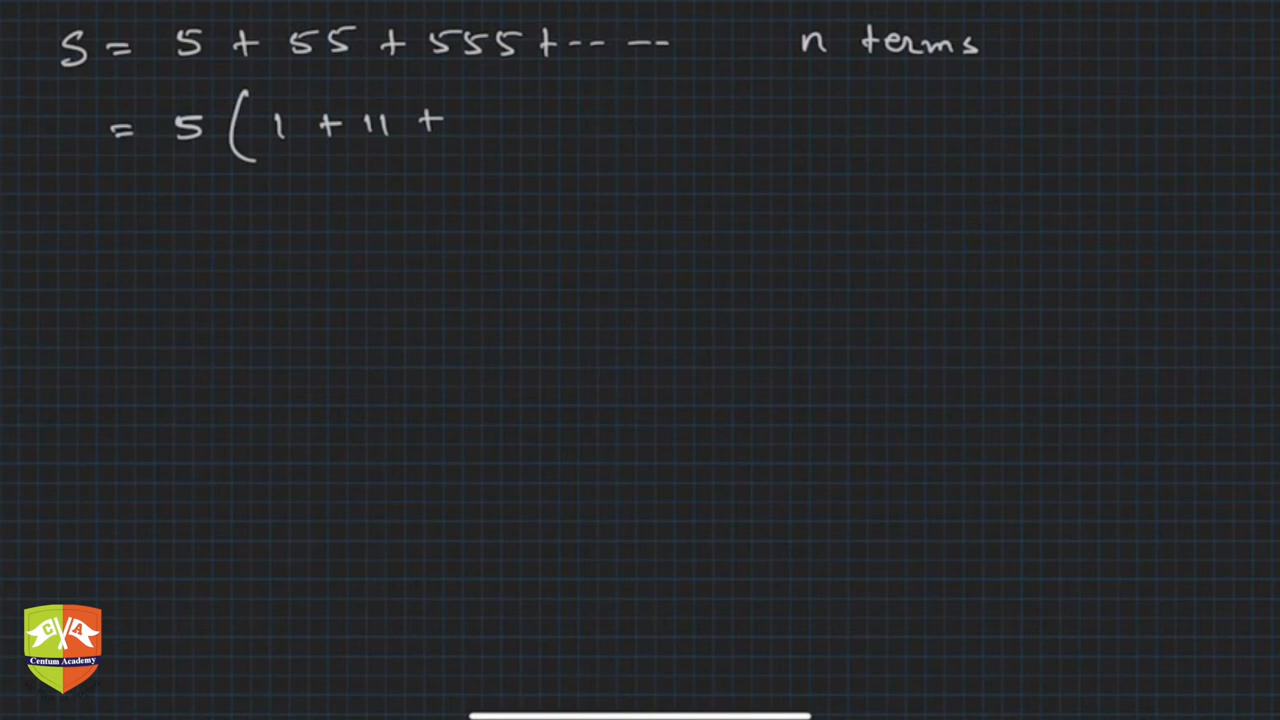 S = 5 + 55 + 555 + -- -- n terms
= 5 ( 1 + 11 +
C A
Centum Academy